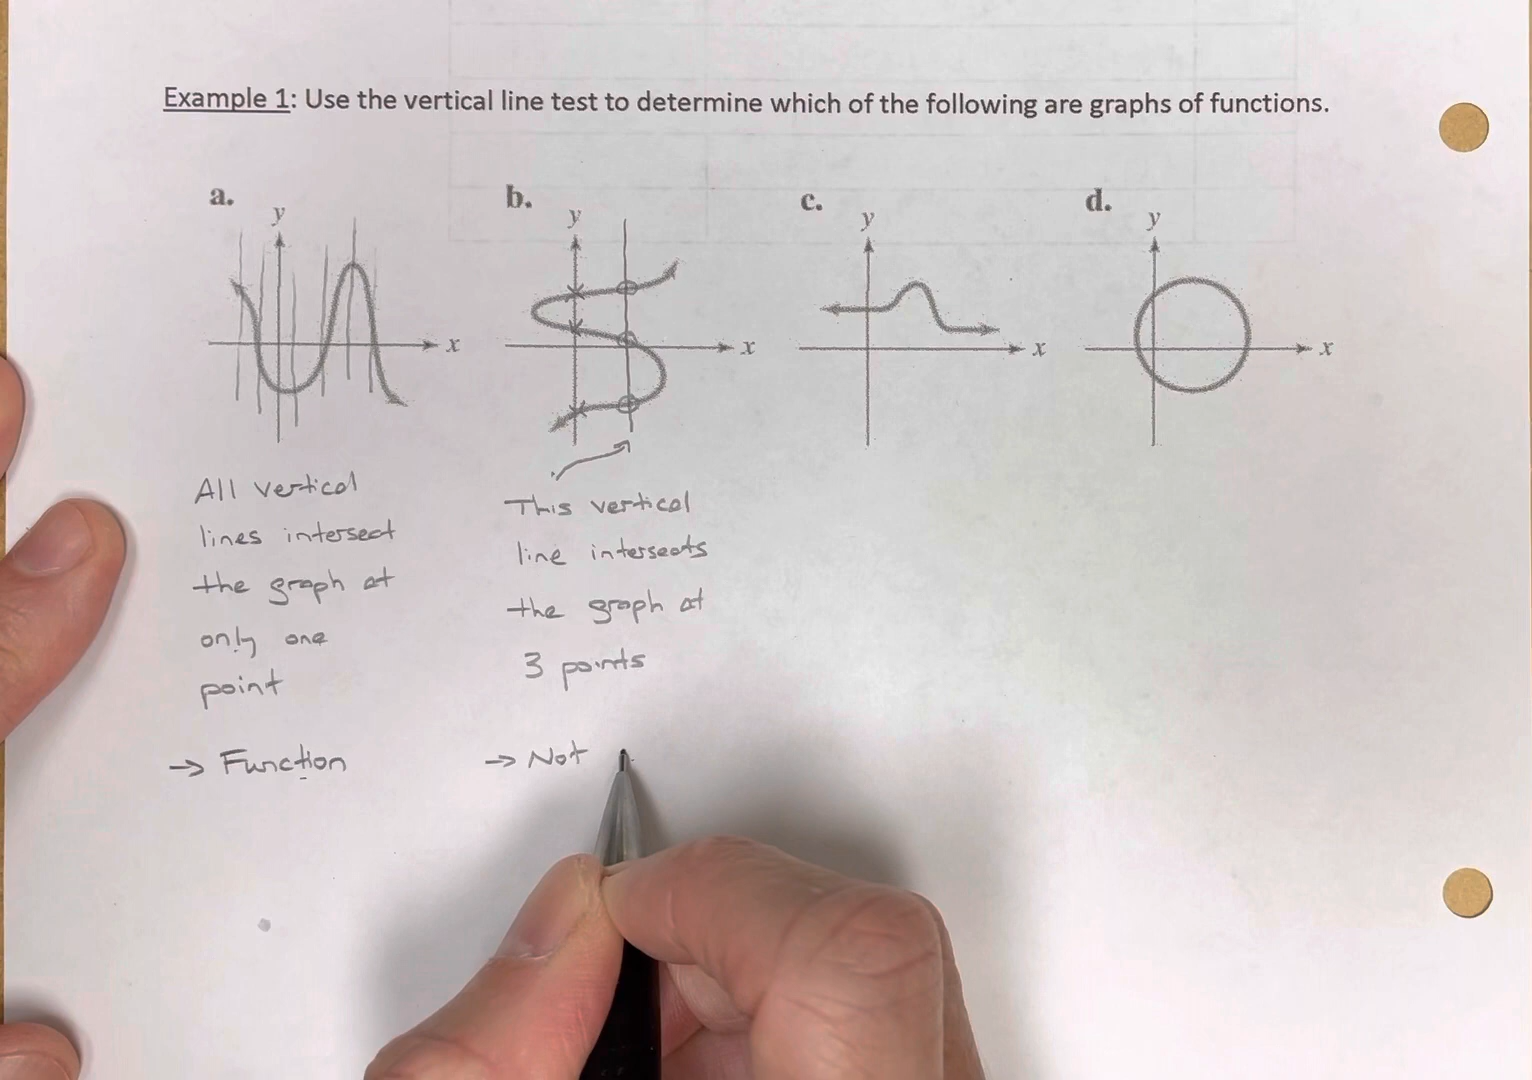 Example 1: Use the vertical line test to determine which of the following are graphs of functions.
a.
y
x
b.
y
x
c.
y
x
d.
y
x
All vertical
lines intersect
the graph at
only one
point
→ Function
This vertical
line intersects
the graph at
3 points
→ Not